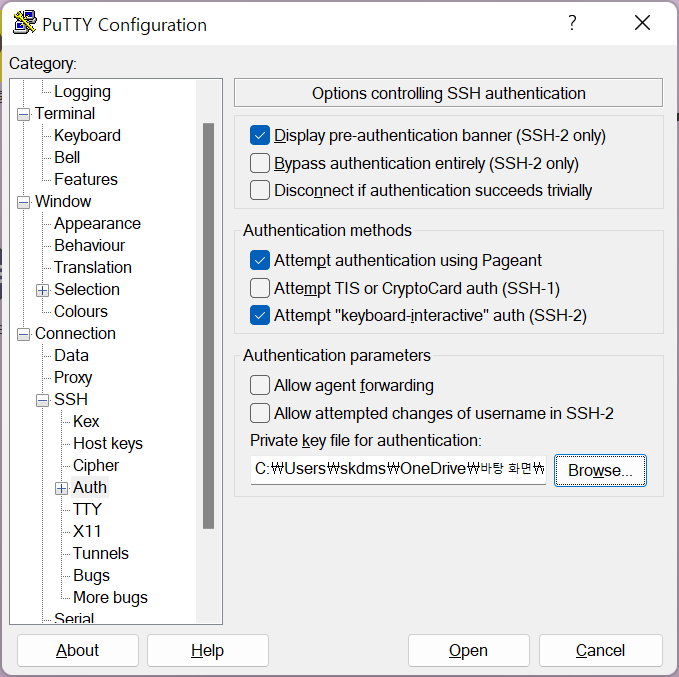 PuTTY Configuration
?
Category:
Logging
Terminal
Keyboard
Bell
Features
Window
Appearance
Behaviour
Translation
Selection
Colours
Connection
Data
Proxy
SSH
Kex
Host keys
Cipher
Auth
TTY
X11
Tunnels
Bugs
More bugs
Serial
Options controlling SSH authentication
Display pre-authentication banner (SSH-2 only)
Bypass authentication entirely (SSH-2 only)
Disconnect if authentication succeeds trivially
Authentication methods
Attempt authentication using Pageant
Attempt TIS or CryptoCard auth (SSH-1)
Attempt "keyboard-interactive" auth (SSH-2)
Authentication parameters
Allow agent forwarding
Allow attempted changes of username in SSH-2
Private key file for authentication:
C:₩Users₩skdms₩OneDrive₩바탕 화면₩
Browse...
About
Help
Open
Cancel